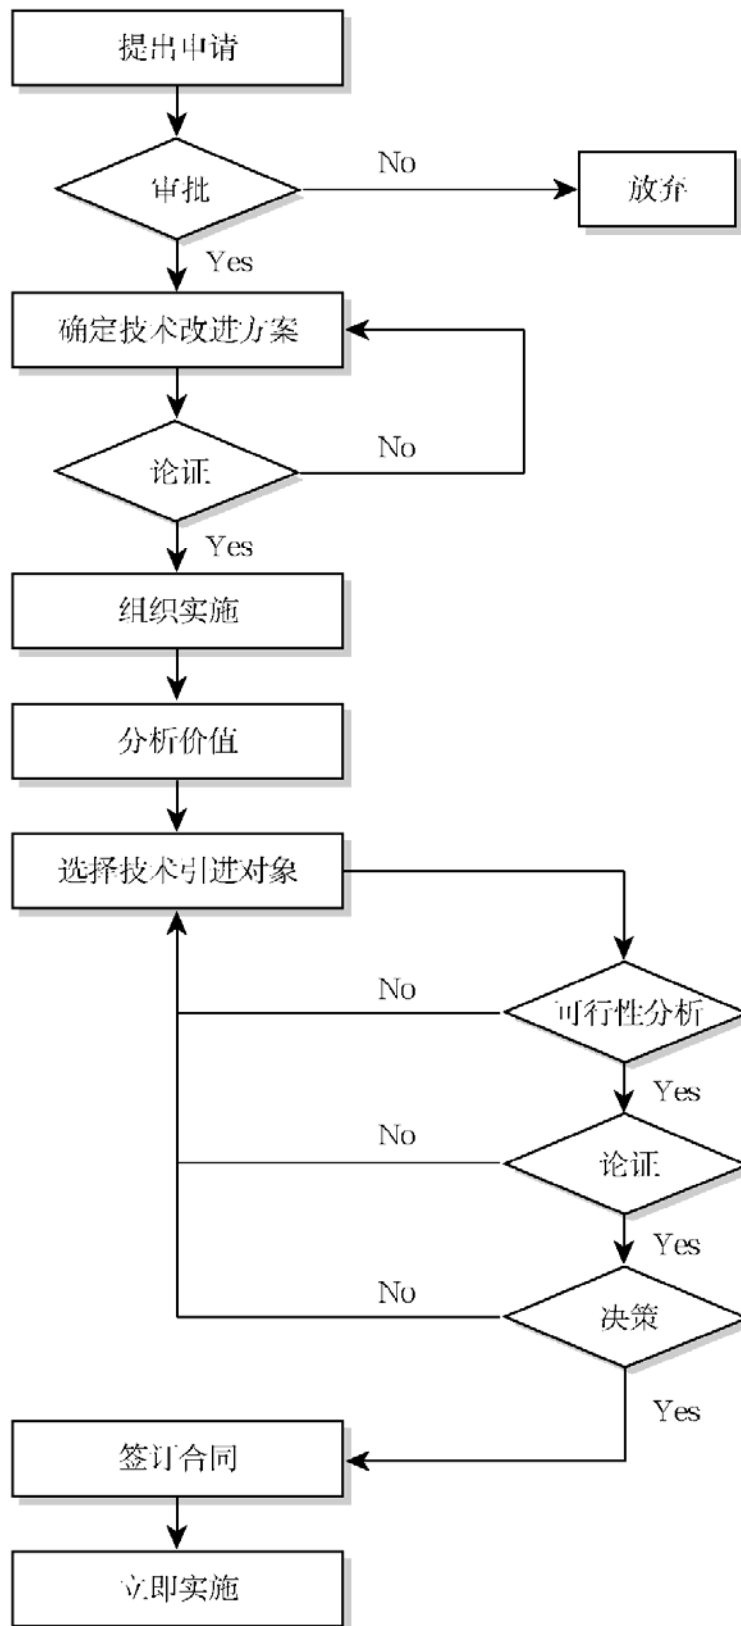 提出申请
审批
No
放弃
Yes
确定技术改进方案
No
论证
Yes
组织实施
分析价值
选择技术引进对象
No
可行性分析
Yes
No
论证
Yes
No
决策
Yes
签订合同
立即实施